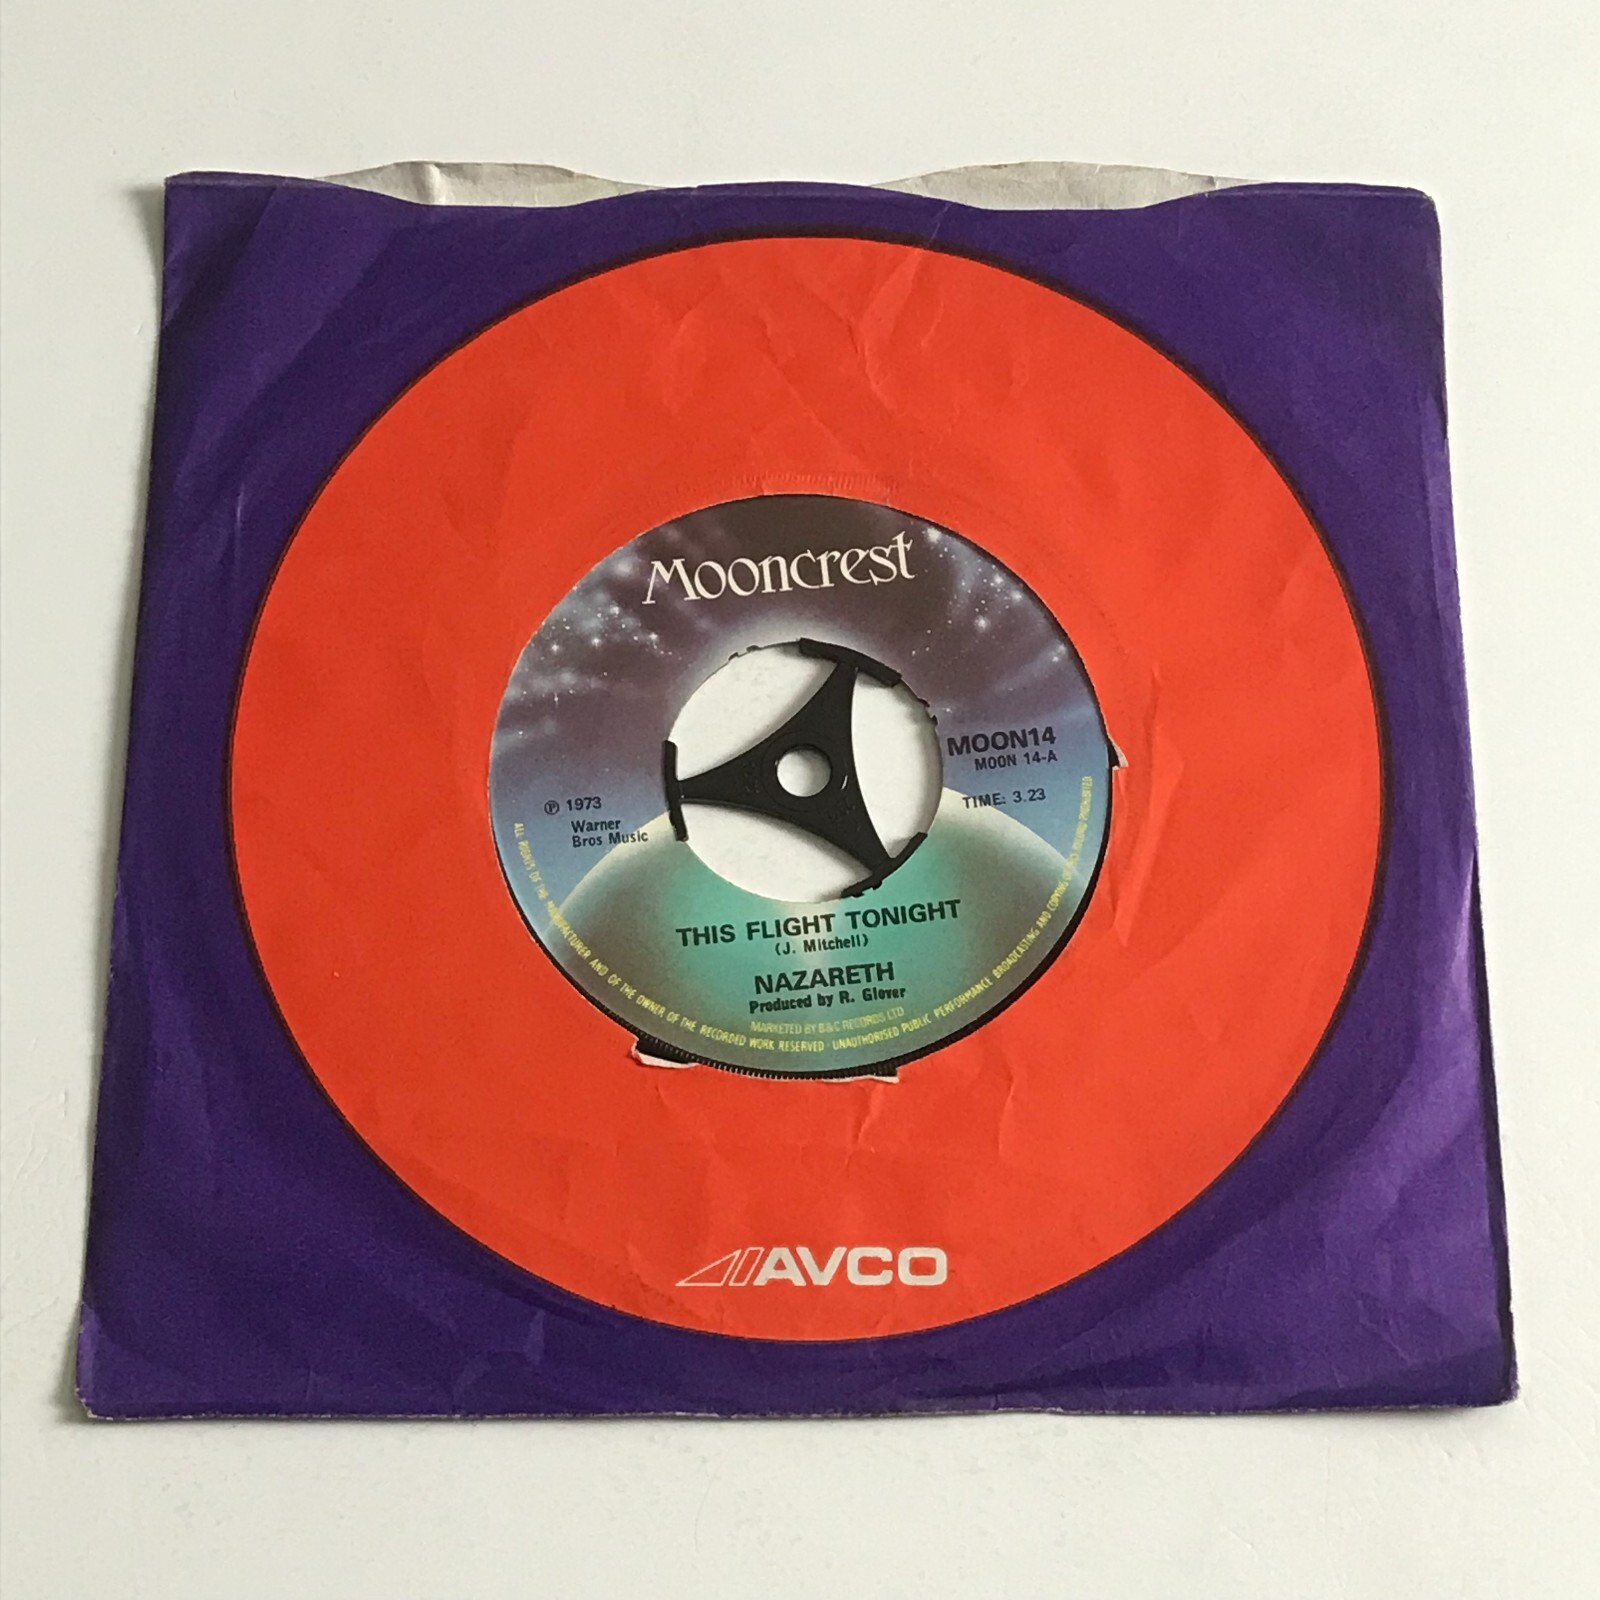 Mooncrest
MOON14
MOON 14-A
TIME: 3.23
℗ 1973
Warner
Bros Music
THIS FLIGHT TONIGHT
(J. Mitchell)
NAZARETH
Produced by R. Glover
MARKETED BY B&C RECORDS LTD
ALL RIGHTS OF THE MANUFACTURER AND OF THE OWNER OF THE RECORDED WORK RESERVED · UNAUTHORISED PUBLIC PERFORMANCE BROADCASTING AND COPYING OF THIS RECORD PROHIBITED
AVCO